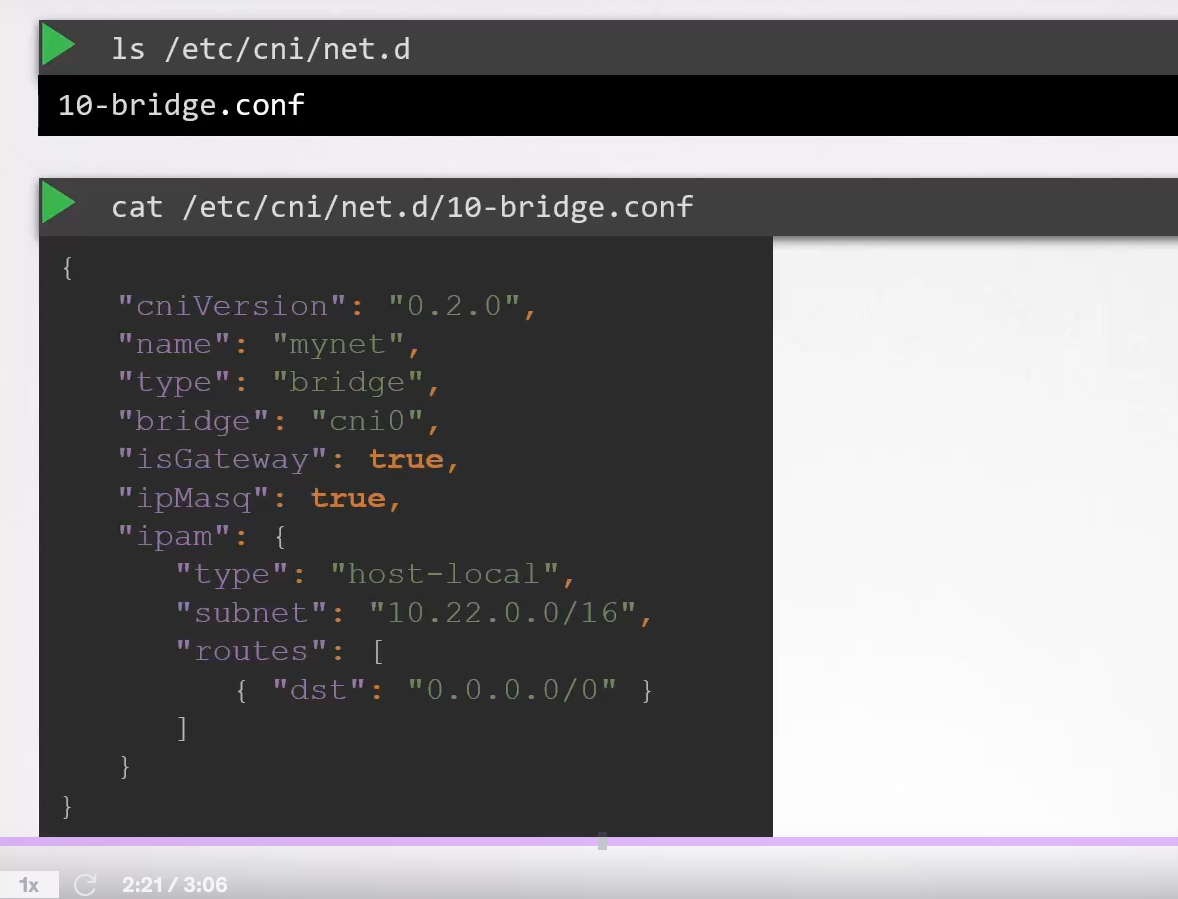 ls /etc/cni/net.d
10-bridge.conf
cat /etc/cni/net.d/10-bridge.conf
{
"cniVersion": "0.2.0",
"name": "mynet",
"type": "bridge",
"bridge": "cni0",
"isGateway": true,
"ipMasq": true,
"ipam": {
"type": "host-local",
"subnet": "10.22.0.0/16",
"routes": [
{ "dst": "0.0.0.0/0" }
]
}
}
1x 2:21 / 3:06